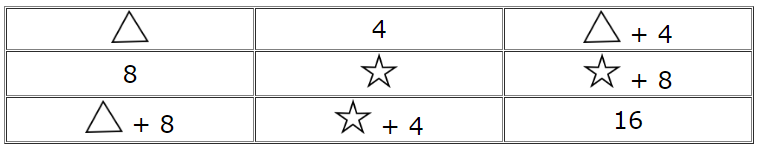 △ 4 △ + 4
8 ☆ ☆ + 8
△ + 8 ☆ + 4 16